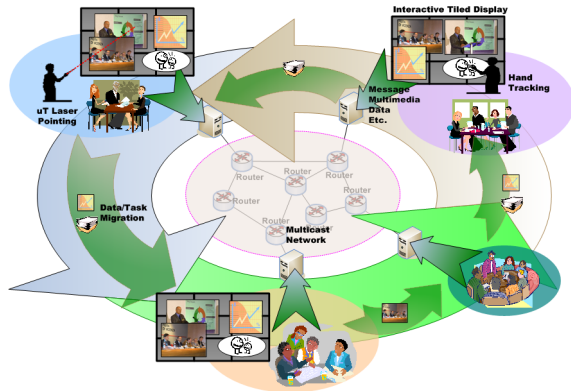 Interactive Tiled Display
Hand
Tracking
uT Laser
Pointing
Message
Multimedia
Data
Etc.
Router
Router
Router
Router
Router
Router
Router
Data/Task
Migration
Multicast
Network